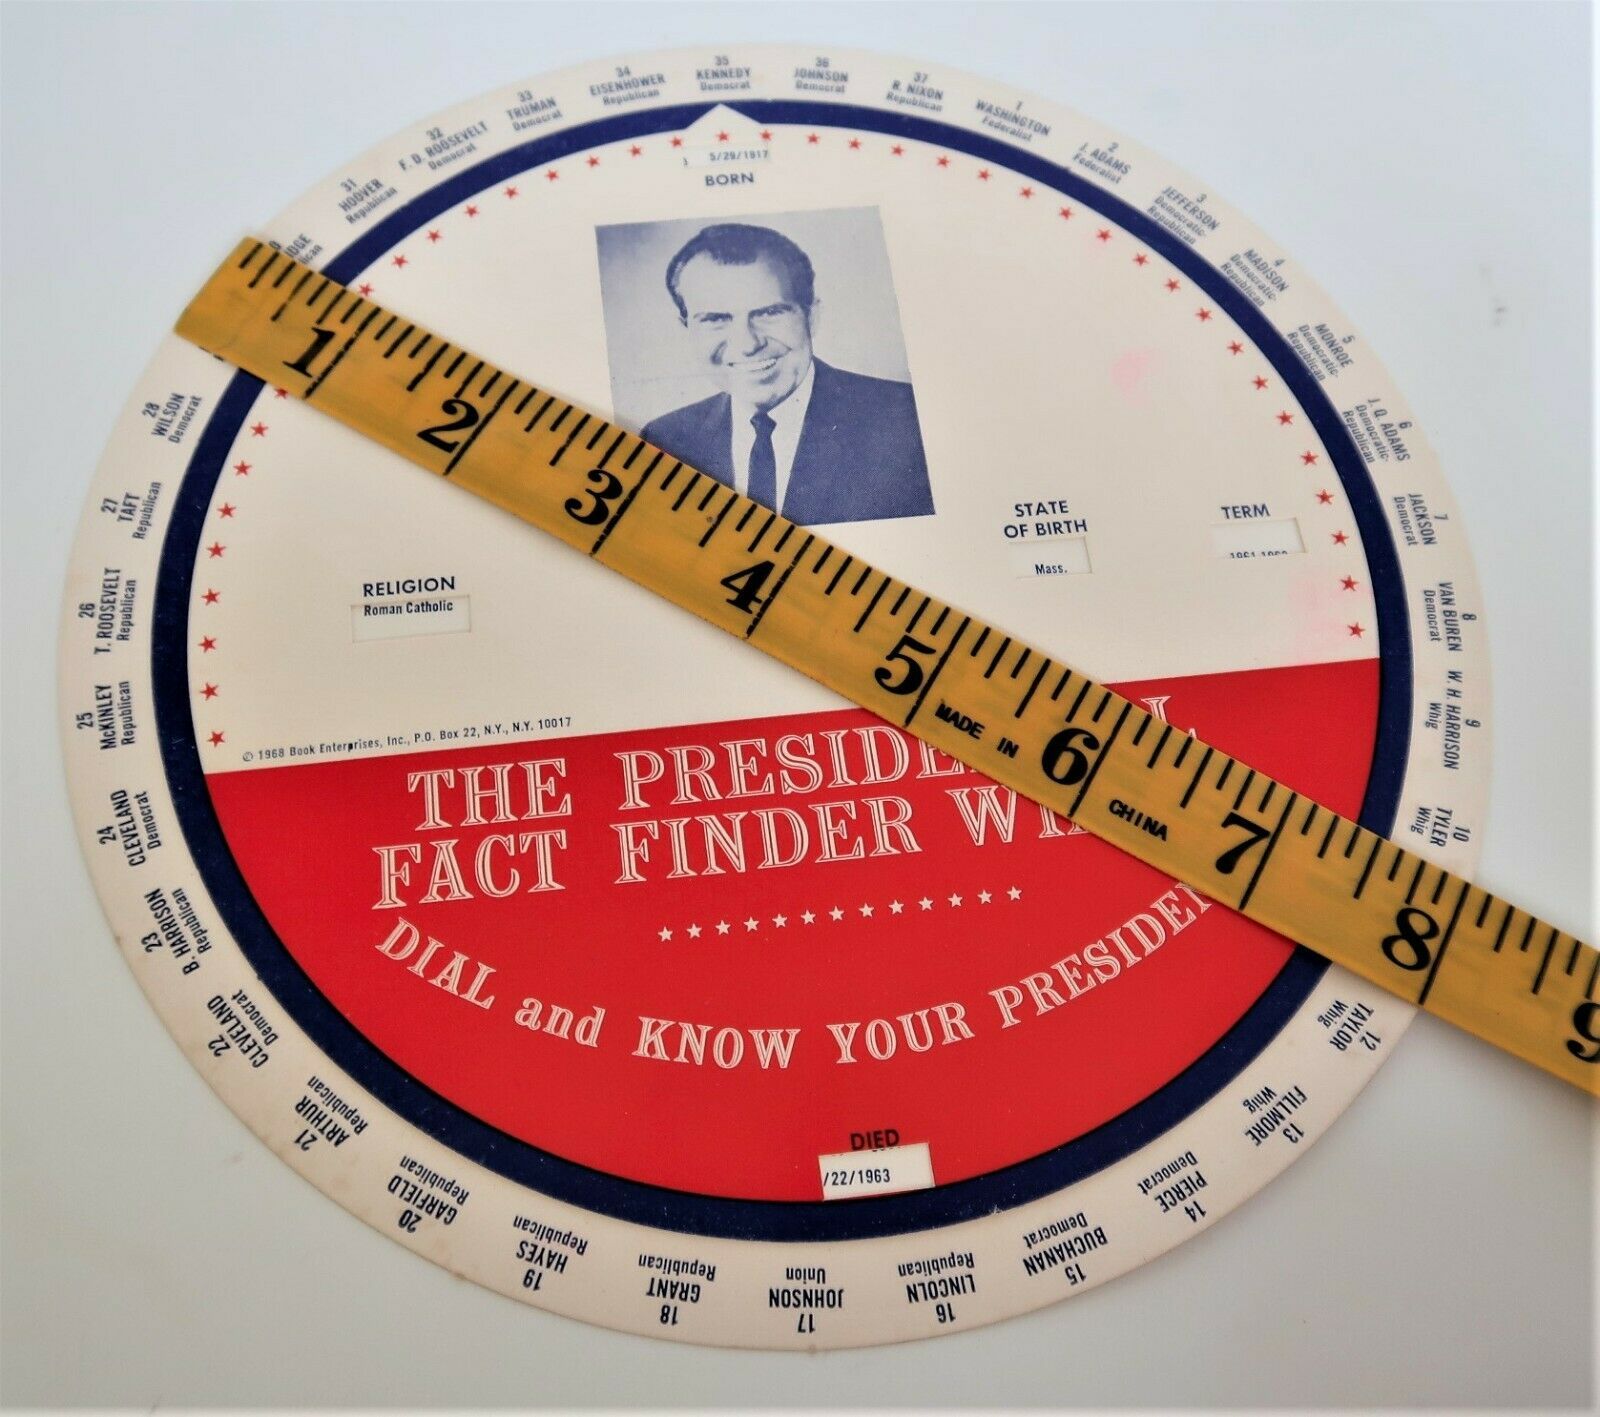 35
KENNEDY
Democrat
36
JOHNSON
Democrat
37
R. NIXON
Republican
1
WASHINGTON
Federalist
2
J. ADAMS
Federalist
3
JEFFERSON
Democratic-
Republican
4
MADISON
Democratic-
Republican
5
MONROE
Democratic-
Republican
6
J. Q. ADAMS
Democratic-
Republican
7
JACKSON
Democrat
8
VAN BUREN
Democrat
9
W. H. HARRISON
Whig
10
TYLER
Whig
12
TAYLOR
Whig
13
FILLMORE
Whig
14
PIERCE
Democrat
15
BUCHANAN
Democrat
16
LINCOLN
Republican
17
JOHNSON
Union
18
GRANT
Republican
19
HAYES
Republican
20
GARFIELD
Republican
21
ARTHUR
Republican
22
CLEVELAND
Democrat
23
B. HARRISON
Republican
24
CLEVELAND
Democrat
25
McKINLEY
Republican
26
T. ROOSEVELT
Republican
27
TAFT
Republican
28
WILSON
Democrat
31
HOOVER
Republican
32
F. D. ROOSEVELT
Democrat
33
TRUMAN
Democrat
34
EISENHOWER
Republican
5/29/1917
BORN
STATE
OF BIRTH
Mass.
TERM
RELIGION
Roman Catholic
© 1968 Book Enterprises, Inc., P.O. Box 22, N.Y., N.Y. 10017
THE
FACT FINDER
DIAL and KNOW YOUR
DIED
/22/1963
1 2 3 4 5 6 7 8 9
MADE IN CHINA